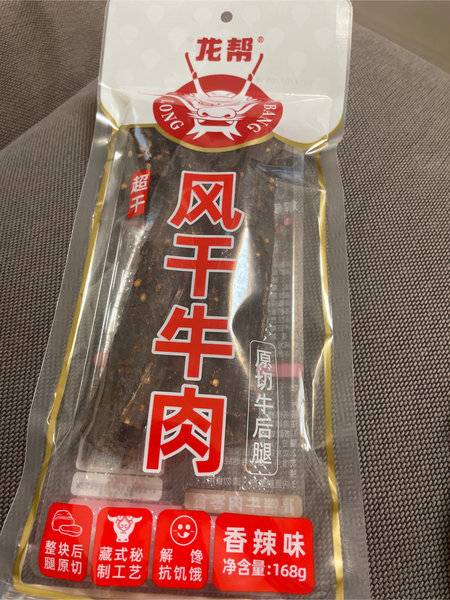 龙帮®
LONG BANG
超干
风干牛肉
原切牛后腿
整块后
腿原切
藏式秘
制工艺
解馋
抗饥饿
香辣味
净含量:168g